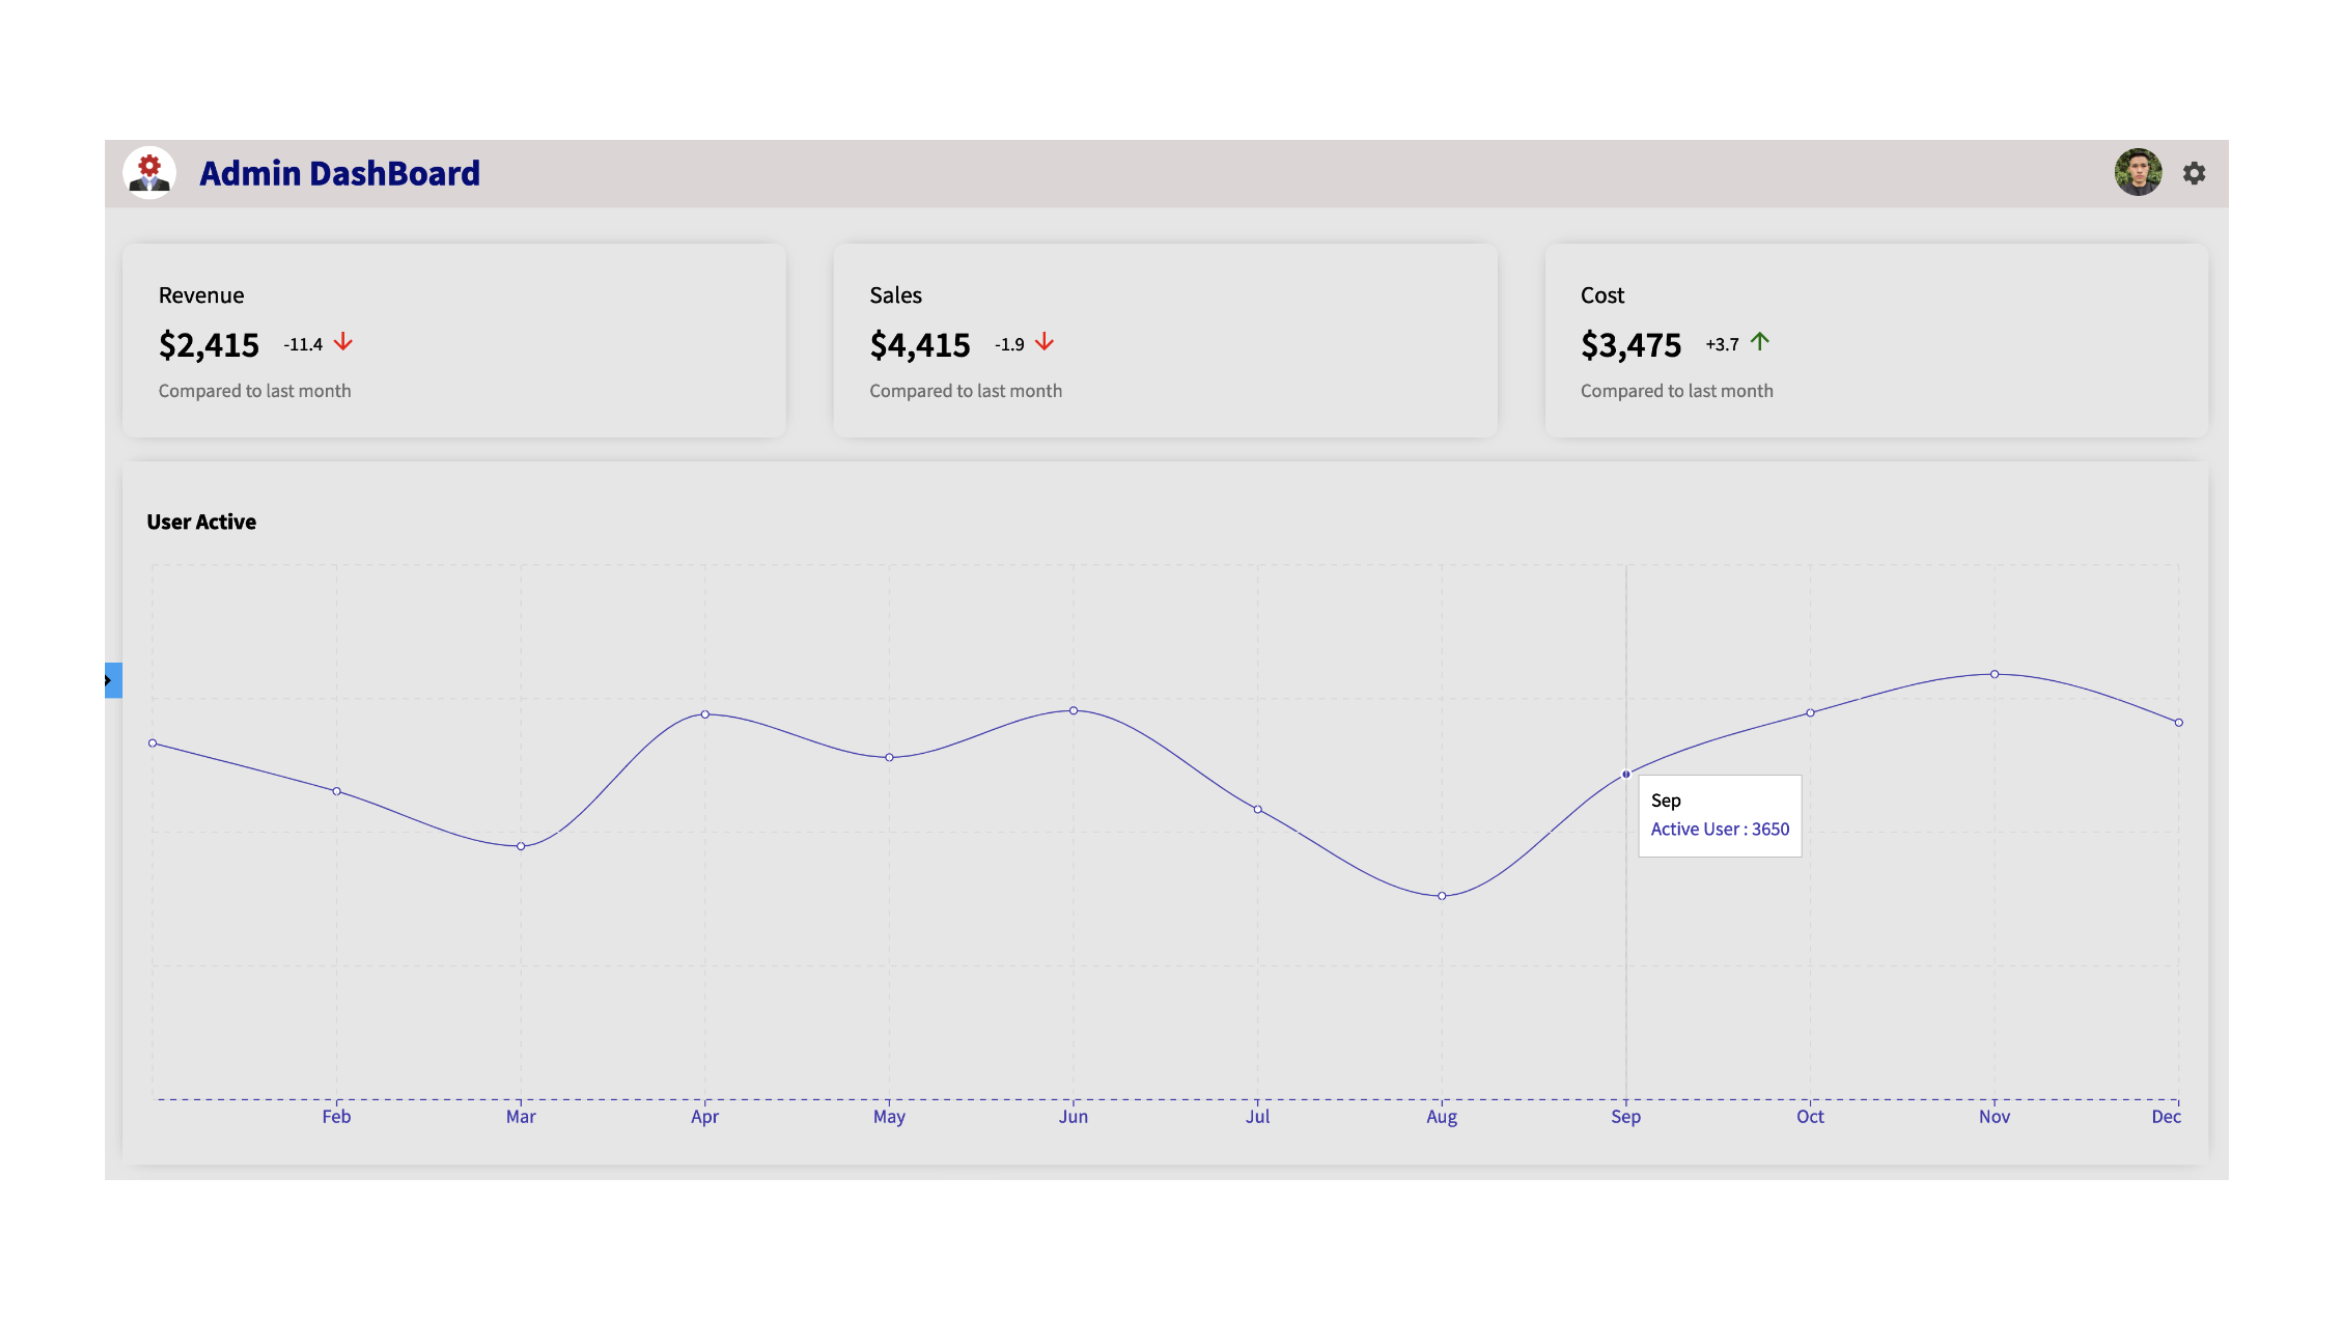 Admin DashBoard
Revenue
$2,415 -11.4
Compared to last month
Sales
$4,415 -1.9
Compared to last month
Cost
$3,475 +3.7
Compared to last month
User Active
Sep
Active User : 3650
Feb Mar Apr May Jun Jul Aug Sep Oct Nov Dec